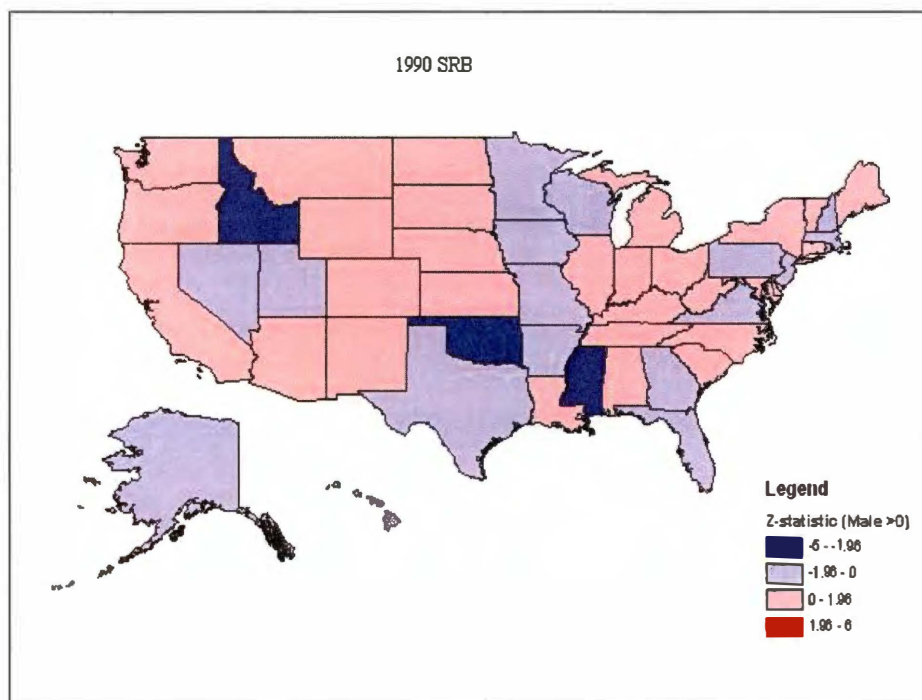 1990 SRB
Legend
Z-statistic (Male >0)
-5 - -1.96
-1.96 - 0
0 - 1.96
1.96 - 6